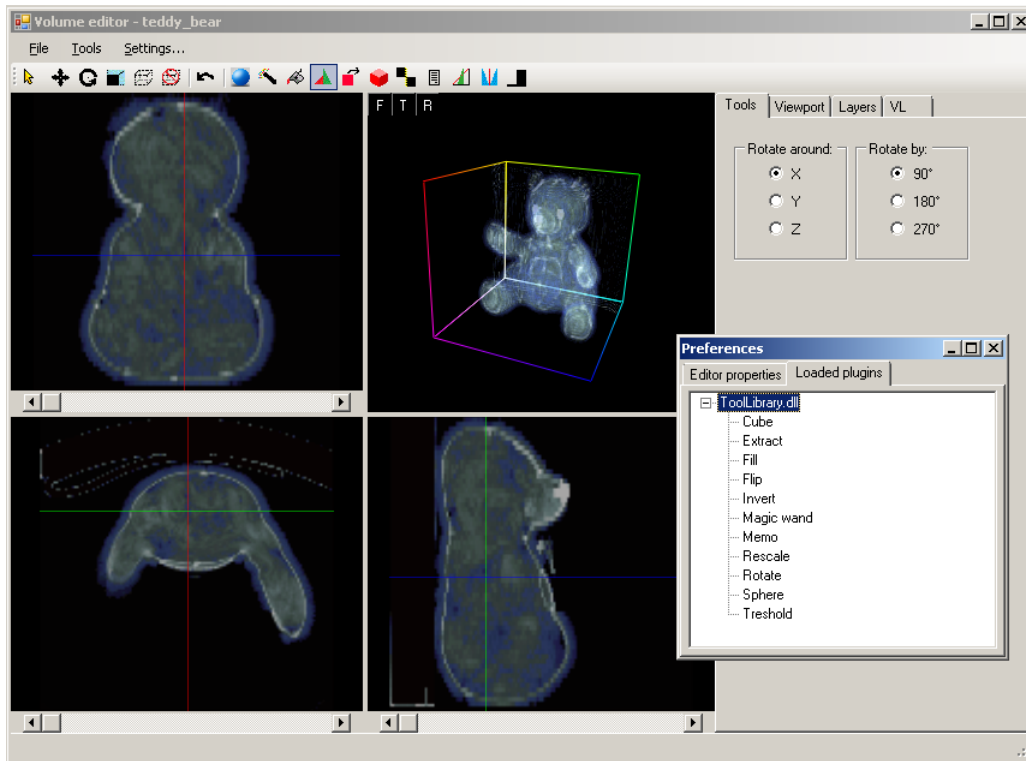 Volume editor - teddy_bear
File Tools Settings...
F T R
Tools Viewport Layers VL
Rotate around: Rotate by:
X 90°
Y 180°
Z 270°
Preferences
Editor properties Loaded plugins
ToolLibrary.dll
Cube
Extract
Fill
Flip
Invert
Magic wand
Memo
Rescale
Rotate
Sphere
Treshold